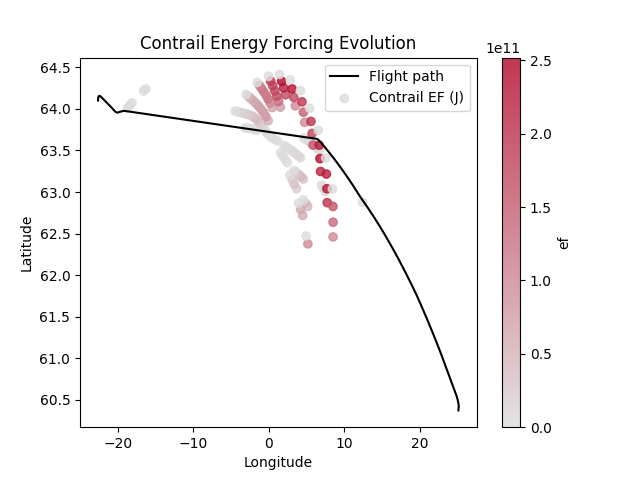 Contrail Energy Forcing Evolution
1e11
Flight path
Contrail EF (J)
64.5
64.0
63.5
63.0
62.5
62.0
61.5
61.0
60.5
Latitude
−20
−10
0
10
20
Longitude
2.5
2.0
1.5
1.0
0.5
0.0
ef